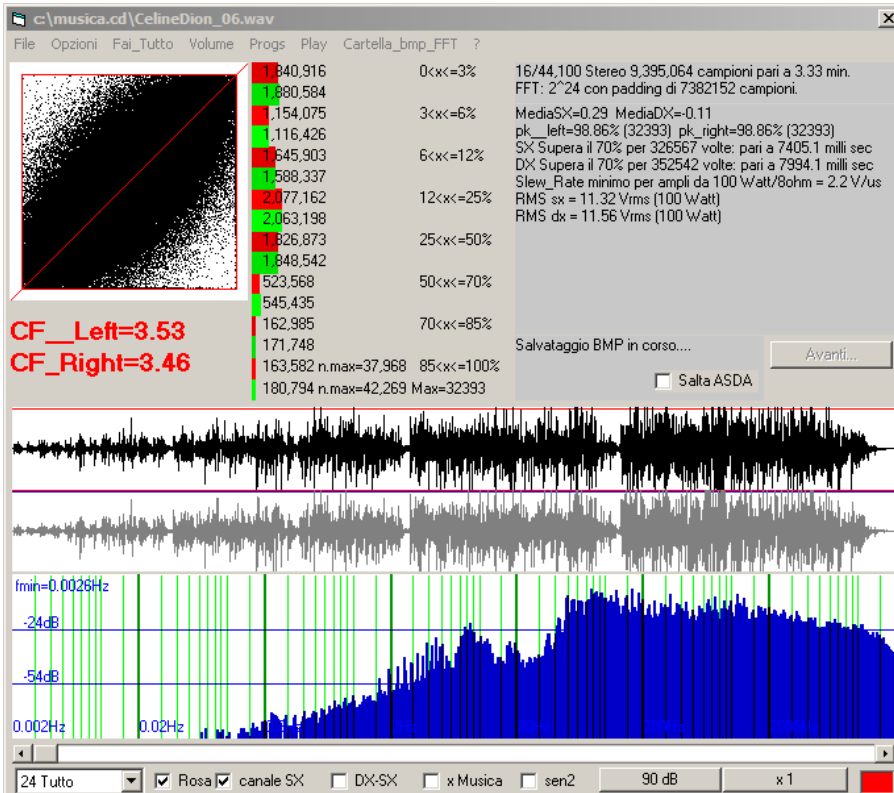 c:\musica.cd\CelineDion_06.wav
File Opzioni Fai_Tutto Volume Progs Play Cartella_bmp_FFT ?
1,840,916 0<x<=3%
1,880,584
1,154,075 3<x<=6%
1,116,426
1,645,903 6<x<=12%
1,588,337
2,077,162 12<x<=25%
2,063,198
1,826,873 25<x<=50%
1,848,542
523,568 50<x<=70%
545,435
162,985 70<x<=85%
171,748
163,582 n.max=37,968 85<x<=100%
180,794 n.max=42,269 Max=32393
16/44,100 Stereo 9,395,064 campioni pari a 3.33 min.
FFT: 2^24 con padding di 7382152 campioni.
MediaSX=0.29 MediaDX=-0.11
pk__left=98.86% (32393) pk_right=98.86% (32393)
SX Supera il 70% per 326567 volte: pari a 7405.1 milli sec
DX Supera il 70% per 352542 volte: pari a 7994.1 milli sec
Slew_Rate minimo per ampli da 100 Watt/8ohm = 2.2 V/us
RMS sx = 11.32 Vrms (100 Watt)
RMS dx = 11.56 Vrms (100 Watt)
CF__Left=3.53
CF_Right=3.46
Salvataggio BMP in corso....
Avanti...
Salta ASDA
fmin=0.0026Hz
-24dB
-54dB
0.002Hz 0.02Hz
24 Tutto Rosa canale SX DX-SX x Musica sen2 90 dB x 1